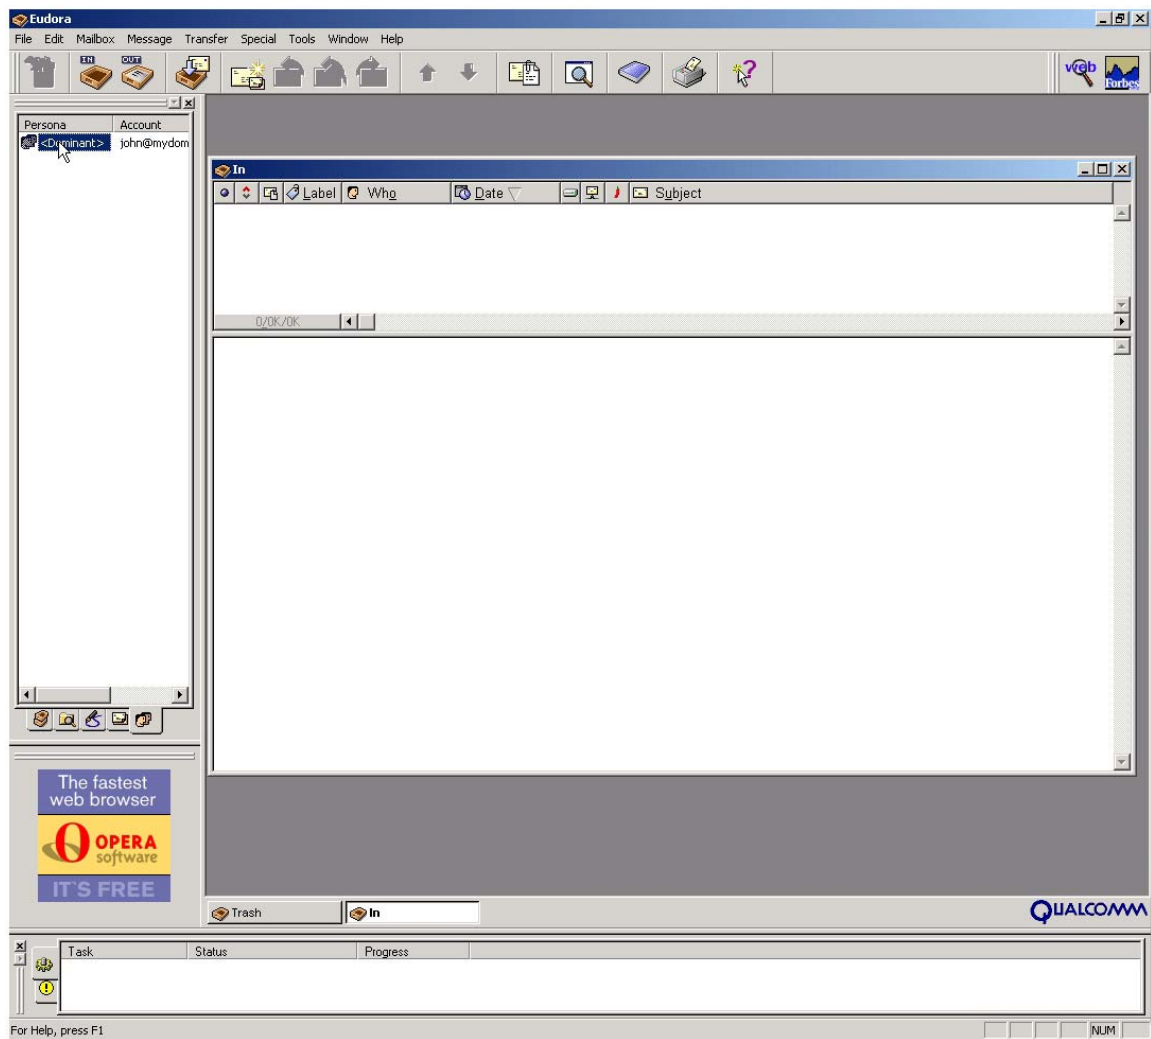 Eudora
File Edit Mailbox Message Transfer Special Tools Window Help
IN OUT
web Forbes
Persona Account
<Dominant> john@mydom
In
Label Who Date Subject
0/0K/0K
The fastest
web browser
OPERA
software
IT'S FREE
Trash In
QUALCOMM
Task Status Progress
For Help, press F1
NUM